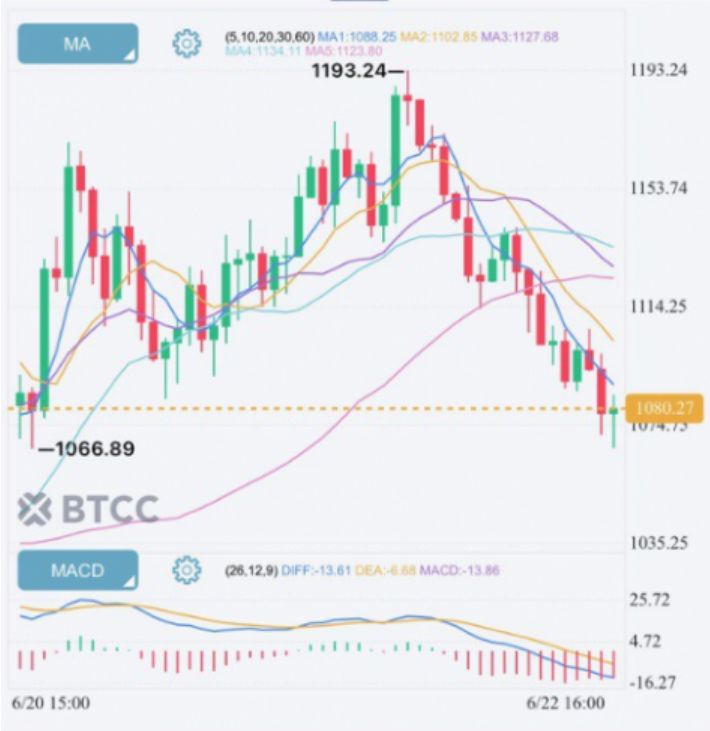 MA
(5,10,20,30,60) MA1:1088.25 MA2:1102.85 MA3:1127.68
MA4:1134.11 MA5:1123.80
1193.24
1193.24
1153.74
1114.25
1080.27
1074.75
1066.89
BTCC
1035.25
MACD
(26,12,9) DIFF:-13.61 DEA:-6.68 MACD:-13.86
25.72
4.72
-16.27
6/20 15:00
6/22 16:00